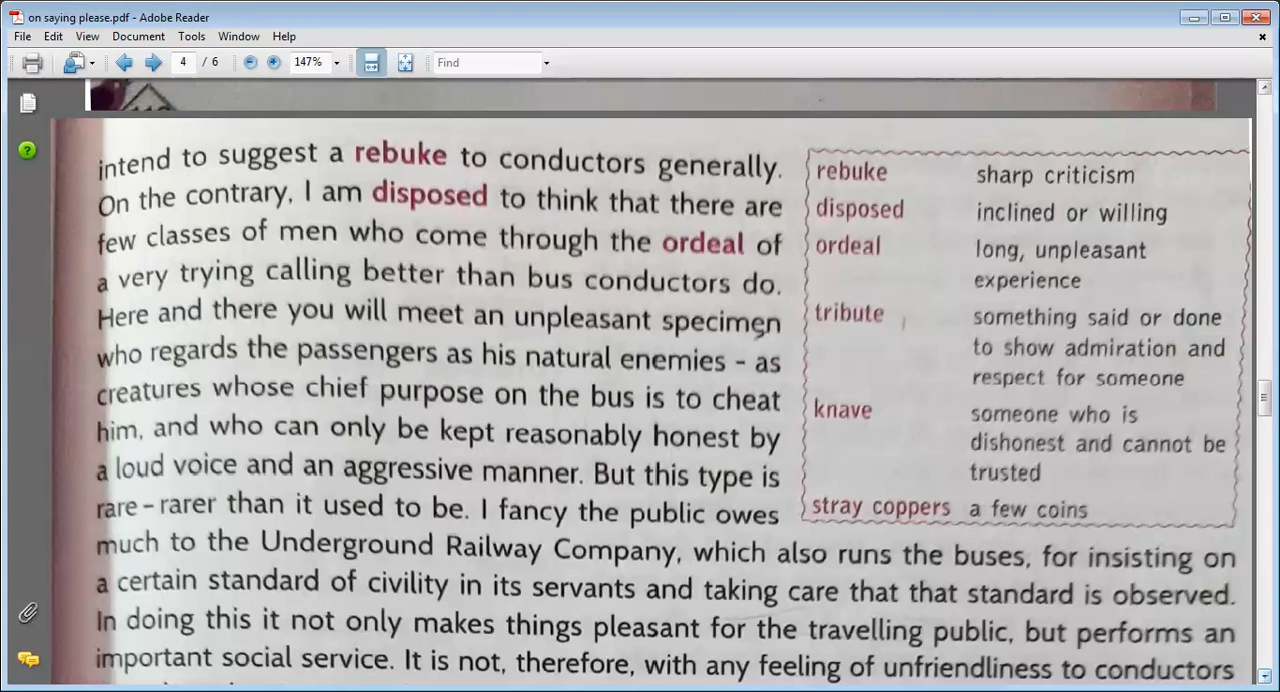 on saying please.pdf - Adobe Reader
File Edit View Document Tools Window Help
4 / 6 147% Find
intend to suggest a rebuke to conductors generally.
On the contrary, I am disposed to think that there are
few classes of men who come through the ordeal of
a very trying calling better than bus conductors do.
Here and there you will meet an unpleasant specimen
who regards the passengers as his natural enemies - as
creatures whose chief purpose on the bus is to cheat
him, and who can only be kept reasonably honest by
a loud voice and an aggressive manner. But this type is
rare - rarer than it used to be. I fancy the public owes
much to the Underground Railway Company, which also runs the buses, for insisting on
a certain standard of civility in its servants and taking care that that standard is observed.
In doing this it not only makes things pleasant for the travelling public, but performs an
important social service. It is not, therefore, with any feeling of unfriendliness to conductors
rebuke sharp criticism
disposed inclined or willing
ordeal long, unpleasant
experience
tribute something said or done
to show admiration and
respect for someone
knave someone who is
dishonest and cannot be
trusted
stray coppers a few coins